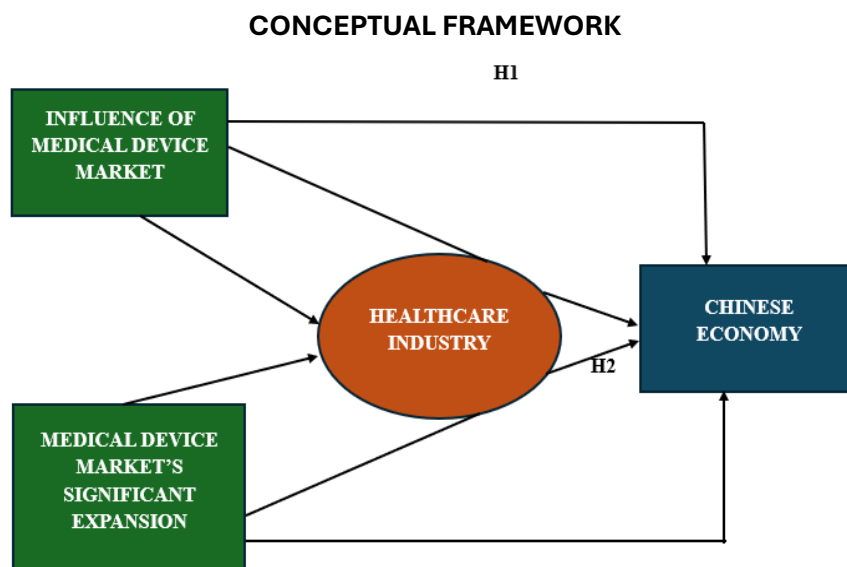 CONCEPTUAL FRAMEWORK
H1
INFLUENCE OF
MEDICAL DEVICE
MARKET
HEALTHCARE
INDUSTRY
CHINESE
ECONOMY
H2
MEDICAL DEVICE
MARKET’S
SIGNIFICANT
EXPANSION